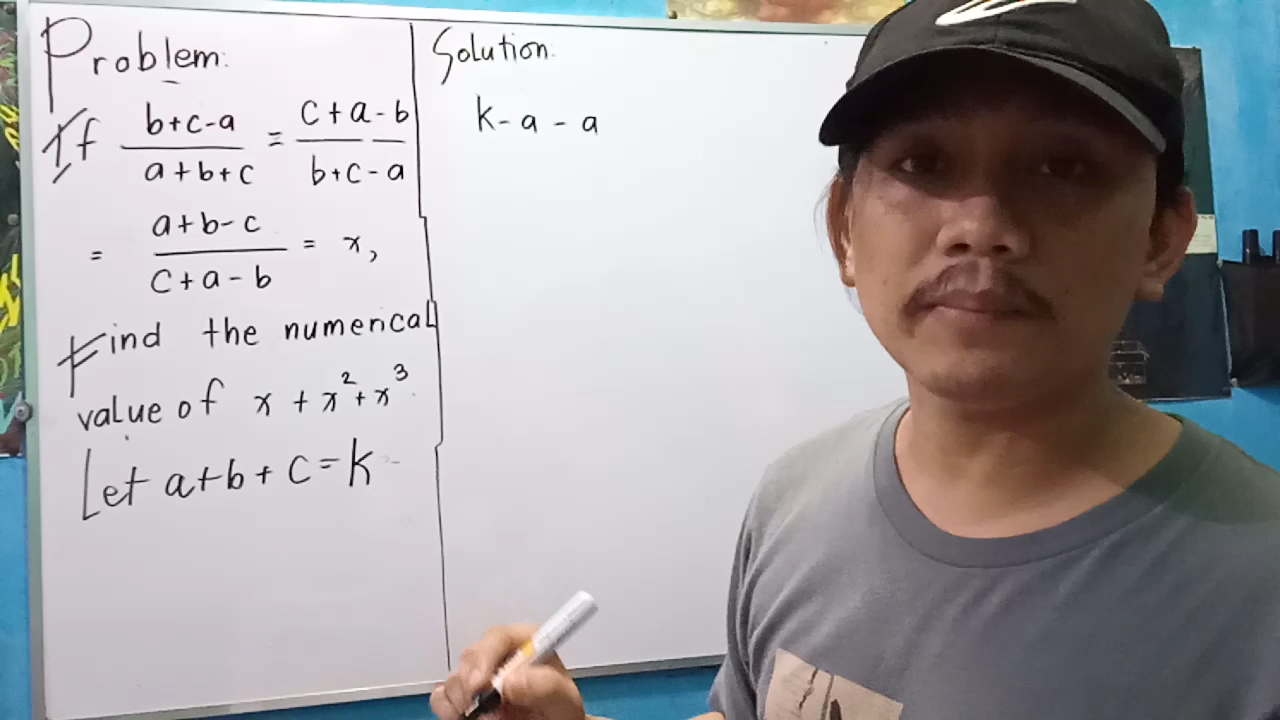 Problem:
If b+c-a / a+b+c = c+a-b / b+c-a
= a+b-c / c+a-b = x,
Find the numerical
value of x + x² + x³.
Let a+b+c=k
Solution:
k-a-a